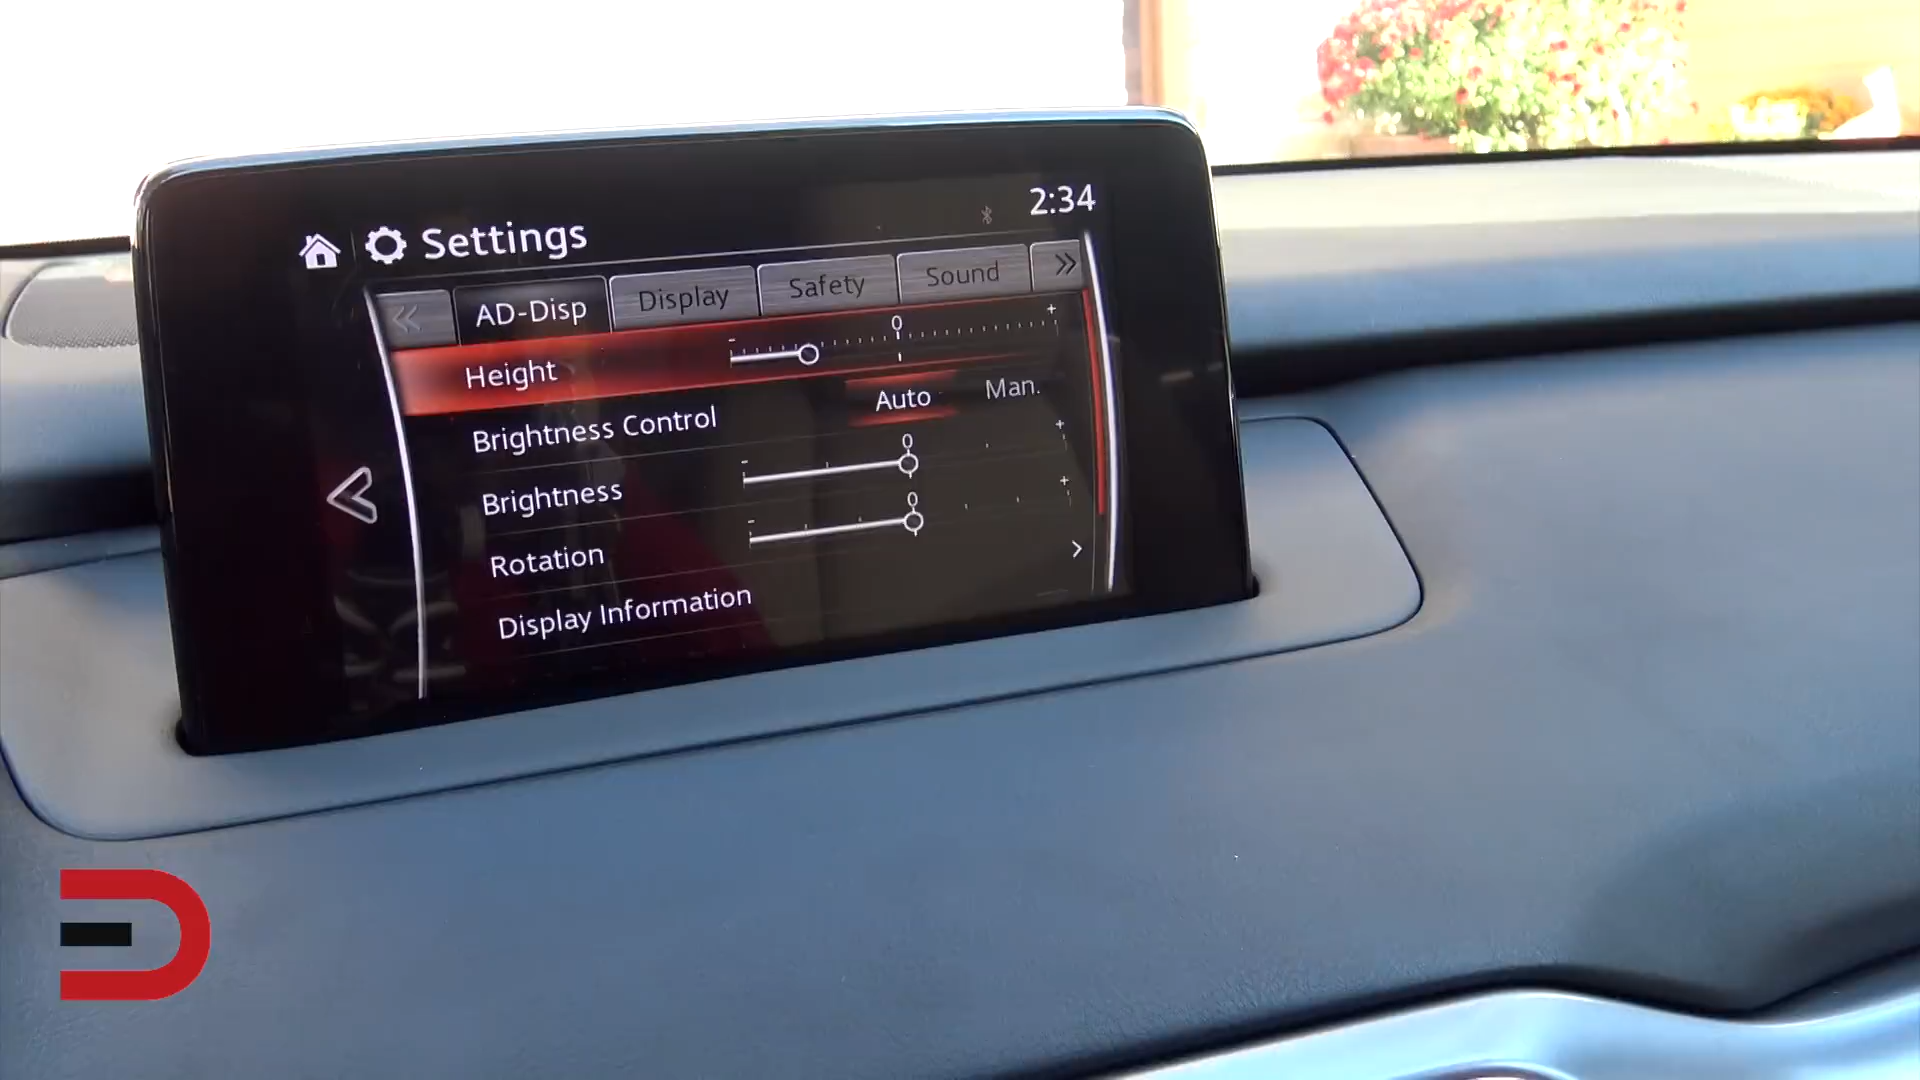 Settings
2:34
AD-Disp Display Safety Sound
Height - 0 +
Brightness Control Auto Man.
Brightness - 0 +
Rotation - 0 +
Display Information